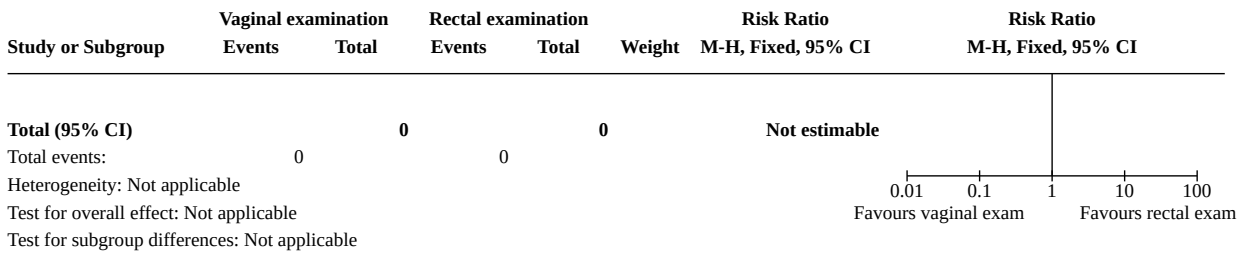 Vaginal examination Rectal examination Risk Ratio Risk Ratio
Study or Subgroup Events Total Events Total Weight M-H, Fixed, 95% CI M-H, Fixed, 95% CI
Total (95% CI) 0 0 Not estimable
Total events: 0 0
Heterogeneity: Not applicable
0.01 0.1 1 10 100
Test for overall effect: Not applicable Favours vaginal exam Favours rectal exam
Test for subgroup differences: Not applicable